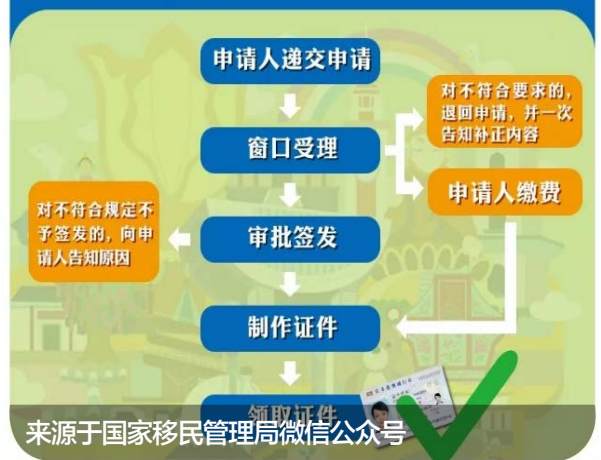 申请人递交申请
对不符合要求的,
退回申请,并一次
告知补正内容
窗口受理
申请人缴费
对不符合规定不
予签发的,向申
请人告知原因
审批签发
制作证件
领取证件
来源于国家移民管理局微信公众号